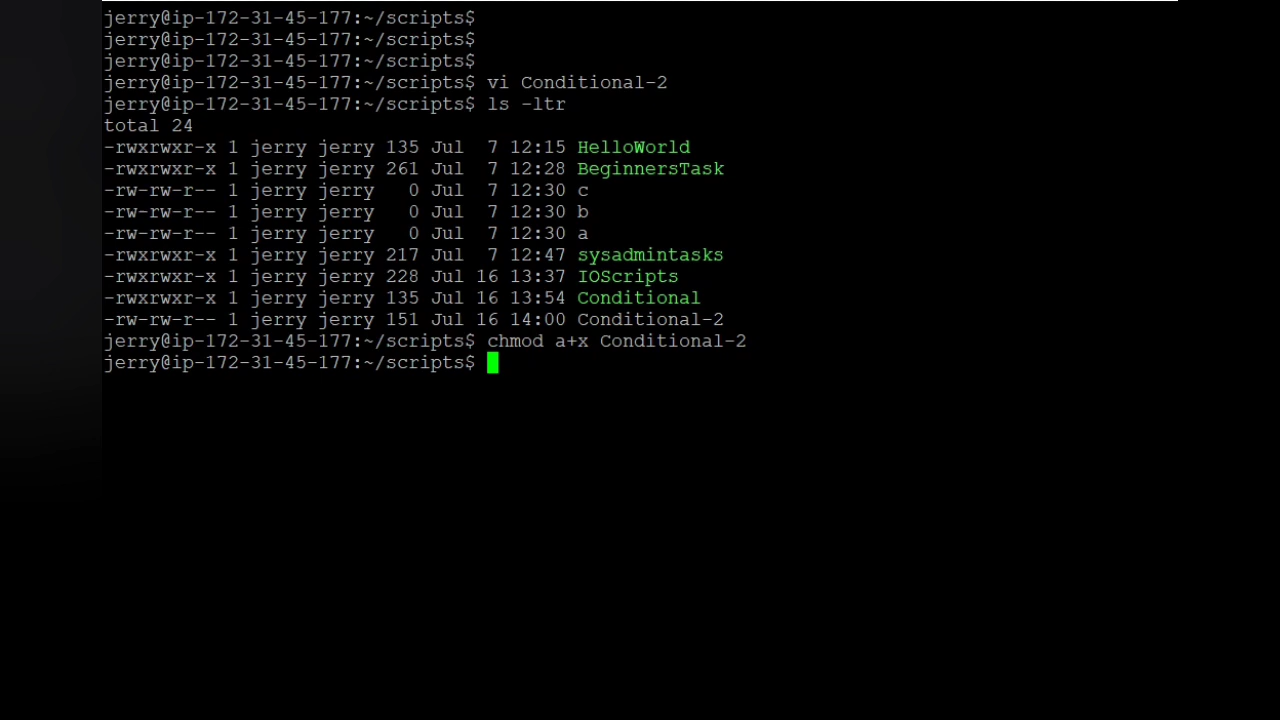 jerry@ip-172-31-45-177:~/scripts$
jerry@ip-172-31-45-177:~/scripts$
jerry@ip-172-31-45-177:~/scripts$
jerry@ip-172-31-45-177:~/scripts$ vi Conditional-2
jerry@ip-172-31-45-177:~/scripts$ ls -ltr
total 24
-rwxrwxr-x 1 jerry jerry 135 Jul  7 12:15 HelloWorld
-rwxrwxr-x 1 jerry jerry 261 Jul  7 12:28 BeginnersTask
-rw-rw-r-- 1 jerry jerry   0 Jul  7 12:30 c
-rw-rw-r-- 1 jerry jerry   0 Jul  7 12:30 b
-rw-rw-r-- 1 jerry jerry   0 Jul  7 12:30 a
-rwxrwxr-x 1 jerry jerry 217 Jul  7 12:47 sysadmintasks
-rwxrwxr-x 1 jerry jerry 228 Jul 16 13:37 IOScripts
-rwxrwxr-x 1 jerry jerry 135 Jul 16 13:54 Conditional
-rw-rw-r-- 1 jerry jerry 151 Jul 16 14:00 Conditional-2
jerry@ip-172-31-45-177:~/scripts$ chmod a+x Conditional-2
jerry@ip-172-31-45-177:~/scripts$